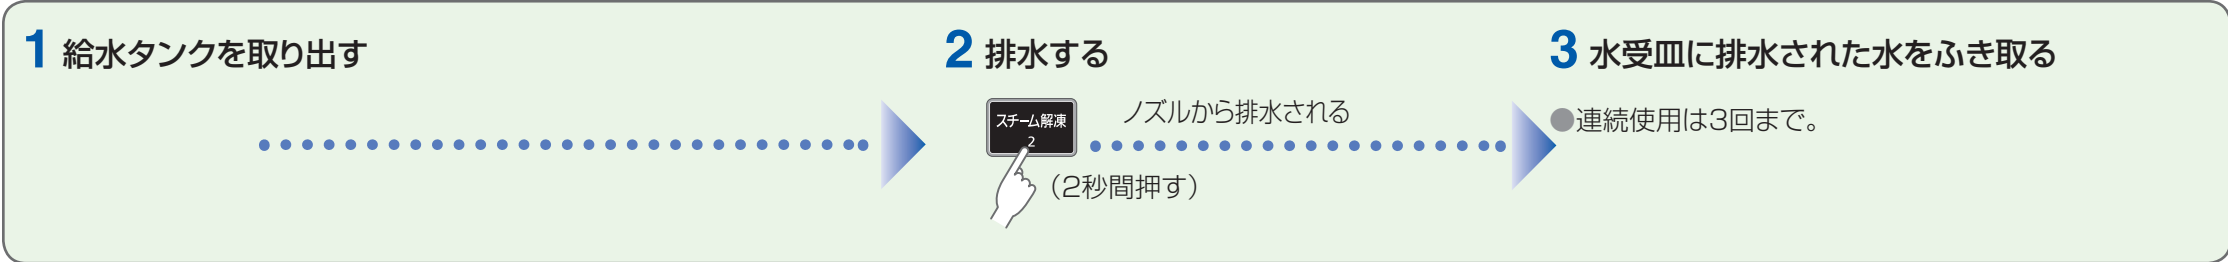 1 給水タンクを取り出す
2 排水する
スチーム解凍
2
ノズルから排水される
（2秒間押す）
3 水受皿に排水された水をふき取る
●連続使用は3回まで。